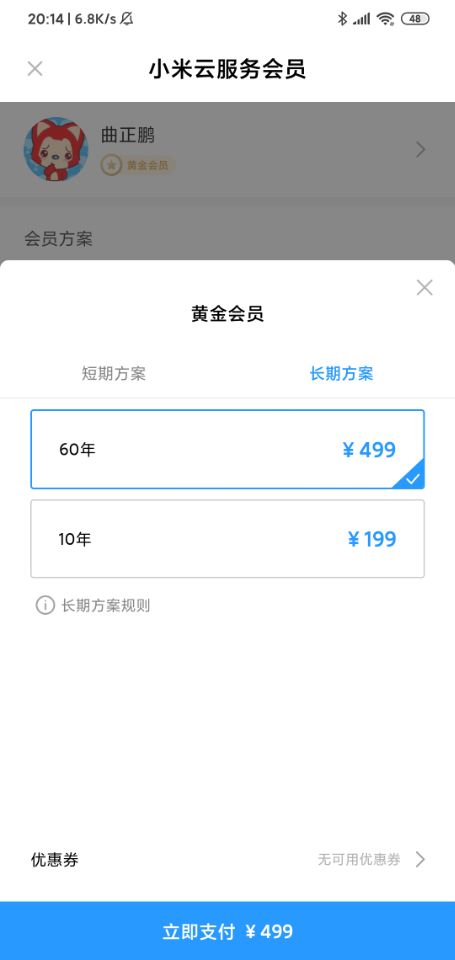 20:14 | 6.8K/s
48
小米云服务会员
曲正鹏
黄金会员
会员方案
黄金会员
短期方案 长期方案
60年 ¥499
10年 ¥199
长期方案规则
优惠券 无可用优惠券
立即支付 ¥499